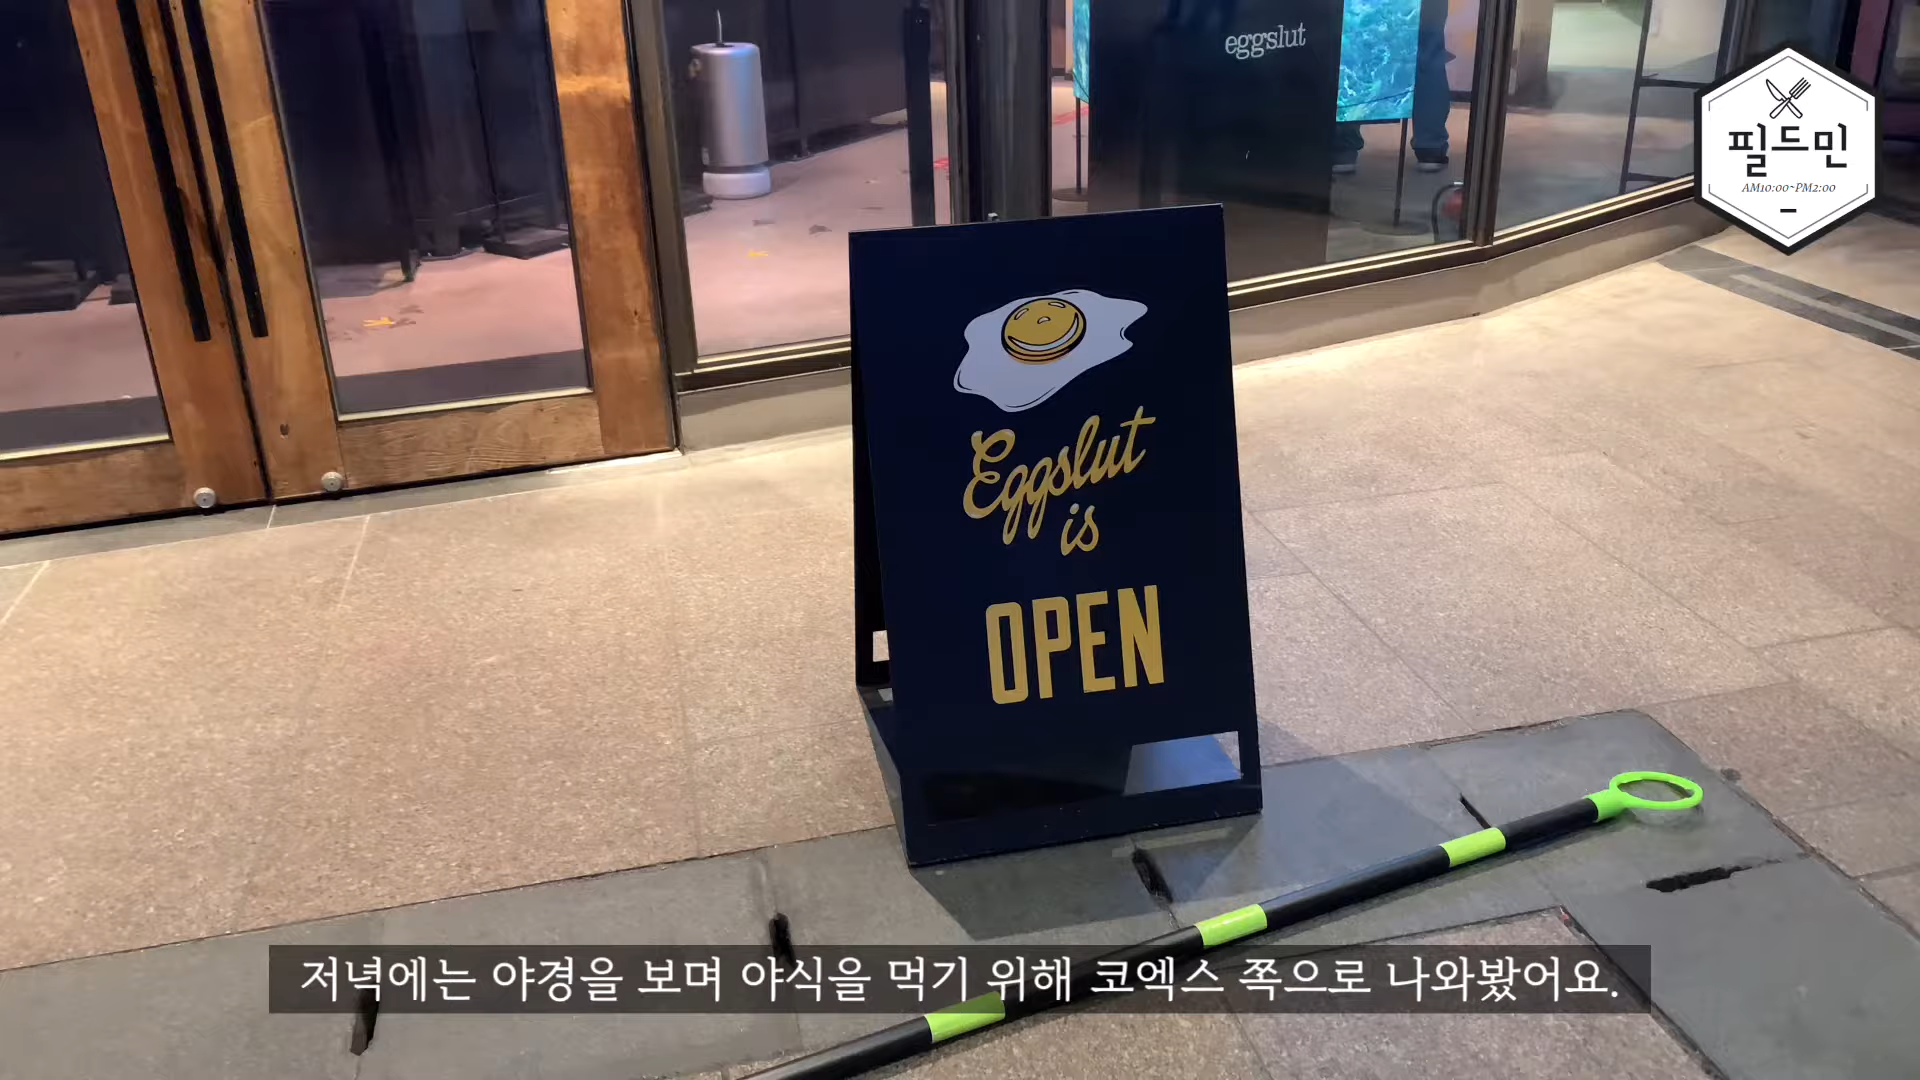 eggslut
필드민
AM10:00~PM2:00
Eggslut
is
OPEN
저녁에는 야경을 보며 야식을 먹기 위해 코엑스 쪽으로 나와봤어요.